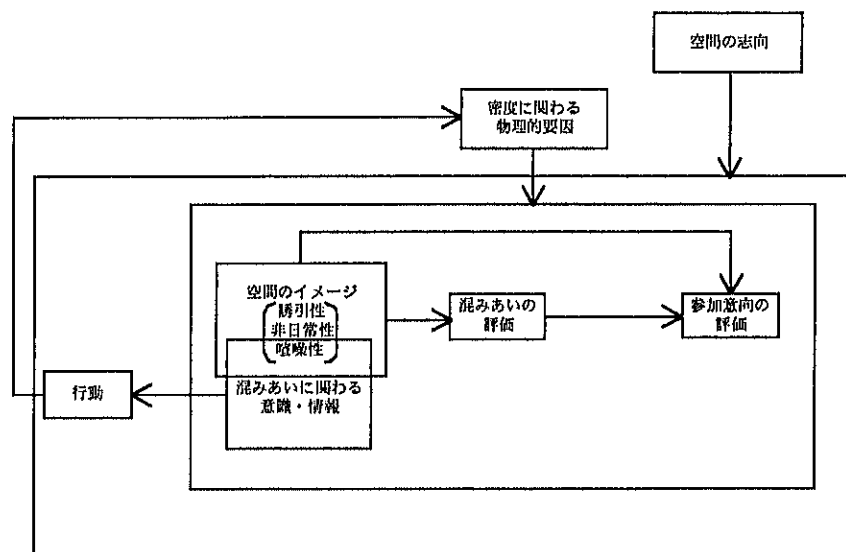 空間の志向
密度に関わる
物理的要因
空間のイメージ
誘引性
非日常性
喧噪性
混みあいの
評価
参加意向の
評価
混みあいに関わる
意識・情報
行動